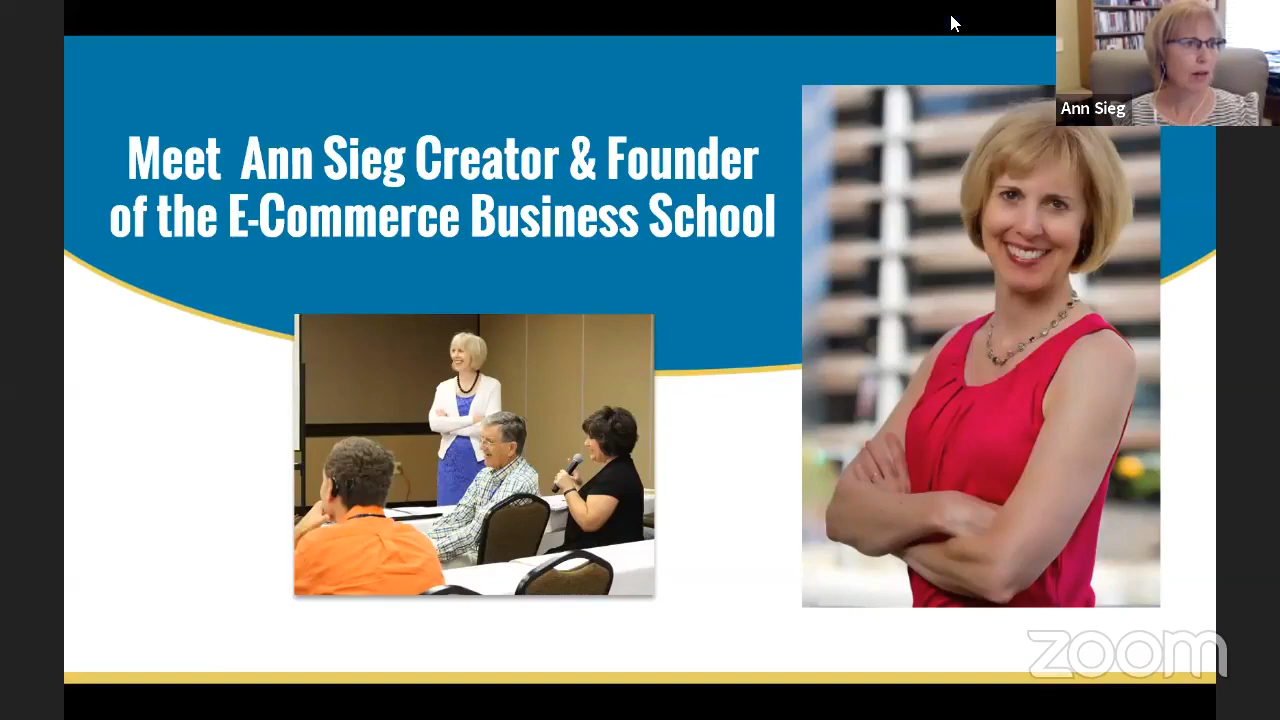 Ann Sieg
Meet Ann Sieg Creator & Founder
of the E-Commerce Business School
zoom